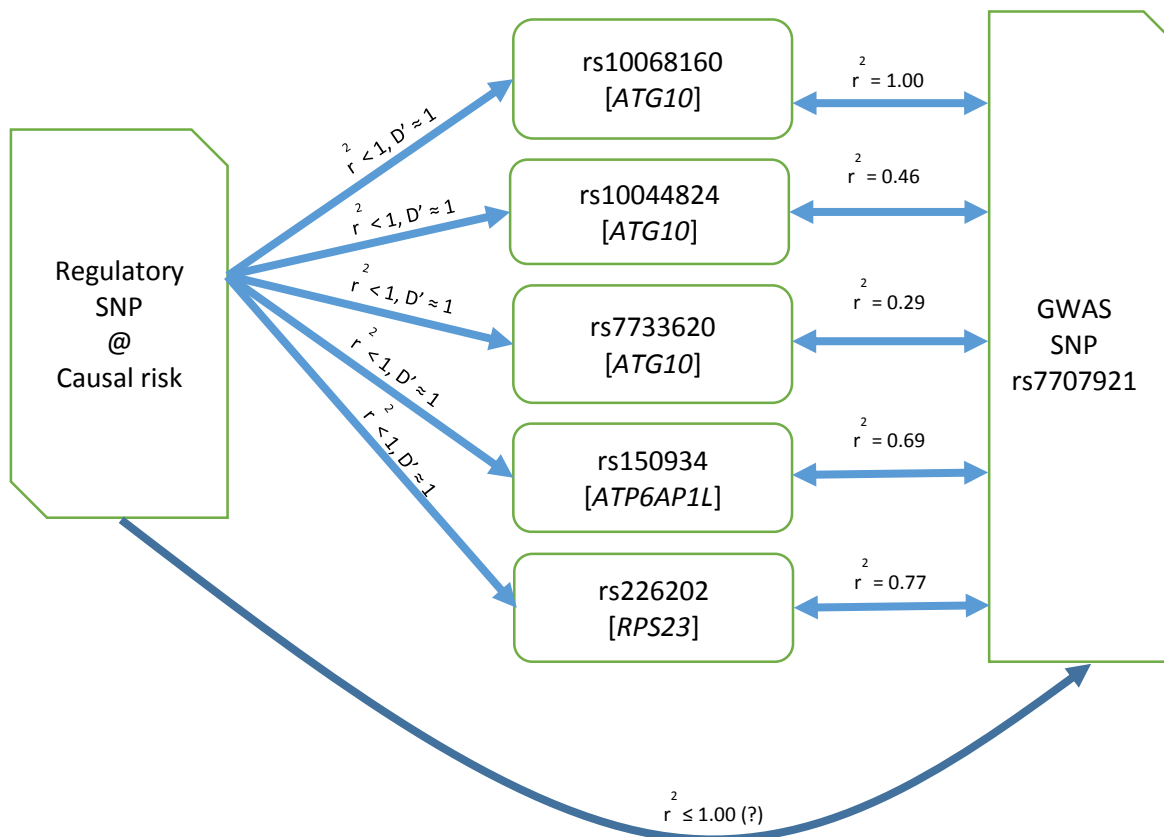 Regulatory
SNP
@
Causal risk
r² < 1, D' ≈ 1
r² < 1, D' ≈ 1
r² < 1, D' ≈ 1
r² < 1, D' ≈ 1
r² < 1, D' ≈ 1
rs10068160
[ATG10]
rs10044824
[ATG10]
rs7733620
[ATG10]
rs150934
[ATP6AP1L]
rs226202
[RPS23]
r² = 1.00
r² = 0.46
r² = 0.29
r² = 0.69
r² = 0.77
GWAS
SNP
rs7707921
r² ≤ 1.00 (?)